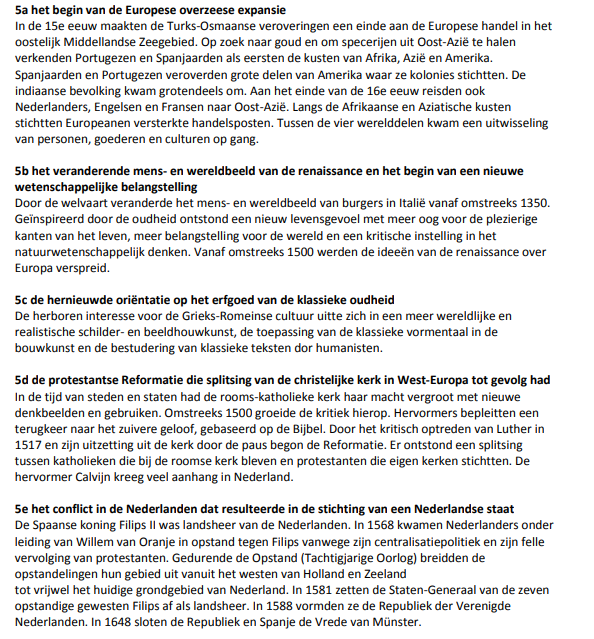 5a het begin van de Europese overzeese expansie
In de 15e eeuw maakten de Turks-Osmaanse veroveringen een einde aan de Europese handel in het
oostelijk Middellandse Zeegebied. Op zoek naar goud en om specerijen uit Oost-Azië te halen
verkenden Portugezen en Spanjaarden als eersten de kusten van Afrika, Azië en Amerika.
Spanjaarden en Portugezen veroverden grote delen van Amerika waar ze kolonies stichtten. De
indiaanse bevolking kwam grotendeels om. Aan het einde van de 16e eeuw reisden ook
Nederlanders, Engelsen en Fransen naar Oost-Azië. Langs de Afrikaanse en Aziatische kusten
stichtten Europeanen versterkte handelsposten. Tussen de vier werelddelen kwam een uitwisseling
van personen, goederen en culturen op gang.
5b het veranderende mens- en wereldbeeld van de renaissance en het begin van een nieuwe
wetenschappelijke belangstelling
Door de welvaart veranderde het mens- en wereldbeeld van burgers in Italië vanaf omstreeks 1350.
Geïnspireerd door de oudheid ontstond een nieuw levensgevoel met meer oog voor de plezierige
kanten van het leven, meer belangstelling voor de wereld en een kritische instelling in het
natuurwetenschappelijk denken. Vanaf omstreeks 1500 werden de ideeën van de renaissance over
Europa verspreid.
5c de hernieuwde oriëntatie op het erfgoed van de klassieke oudheid
De herboren interesse voor de Grieks-Romeinse cultuur uitte zich in een meer wereldlijke en
realistische schilder- en beeldhouwkunst, de toepassing van de klassieke vormentaal in de
bouwkunst en de bestudering van klassieke teksten dor humanisten.
5d de protestantse Reformatie die splitsing van de christelijke kerk in West-Europa tot gevolg had
In de tijd van steden en staten had de rooms-katholieke kerk haar macht vergroot met nieuwe
denkbeelden en gebruiken. Omstreeks 1500 groeide de kritiek hierop. Hervormers bepleitten een
terugkeer naar het zuivere geloof, gebaseerd op de Bijbel. Door het kritisch optreden van Luther in
1517 en zijn uitzetting uit de kerk door de paus begon de Reformatie. Er ontstond een splitsing
tussen katholieken die bij de roomse kerk bleven en protestanten die eigen kerken stichtten. De
hervormer Calvijn kreeg veel aanhang in Nederland.
5e het conflict in de Nederlanden dat resulteerde in de stichting van een Nederlandse staat
De Spaanse koning Filips II was landsheer van de Nederlanden. In 1568 kwamen Nederlanders onder
leiding van Willem van Oranje in opstand tegen Filips vanwege zijn centralisatiepolitiek en zijn felle
vervolging van protestanten. Gedurende de Opstand (Tachtigjarige Oorlog) breidden de
opstandelingen hun gebied uit vanuit het westen van Holland en Zeeland
tot vrijwel het huidige grondgebied van Nederland. In 1581 zetten de Staten-Generaal van de zeven
opstandige gewesten Filips af als landsheer. In 1588 vormden ze de Republiek der Verenigde
Nederlanden. In 1648 sloten de Republiek en Spanje de Vrede van Münster.